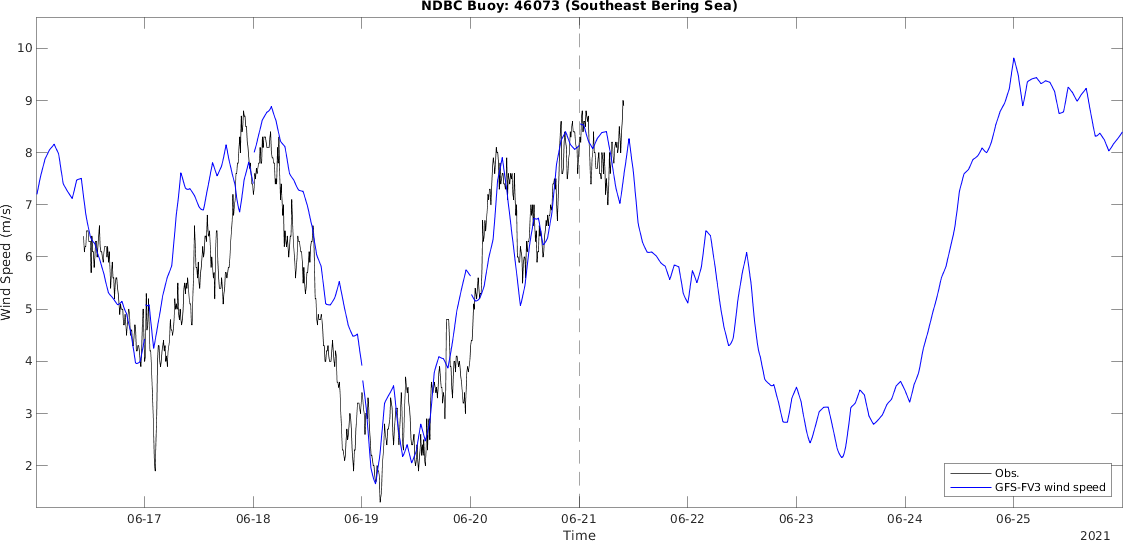 NDBC Buoy: 46073 (Southeast Bering Sea)
Wind Speed (m/s)
10
9
8
7
6
5
4
3
2
Obs.
GFS-FV3 wind speed
06-17 06-18 06-19 06-20 06-21 06-22 06-23 06-24 06-25
Time
2021